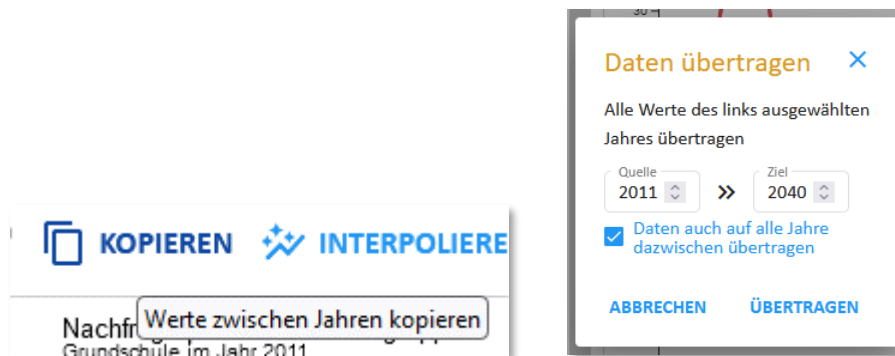 KOPIEREN INTERPOLIERE
Werte zwischen Jahren kopieren
Nachfr
Grundschule im Jahr 2011
30
Daten übertragen
Alle Werte des links ausgewählten
Jahres übertragen
Quelle
2011
Ziel
2040
Daten auch auf alle Jahre
dazwischen übertragen
ABBRECHEN ÜBERTRAGEN